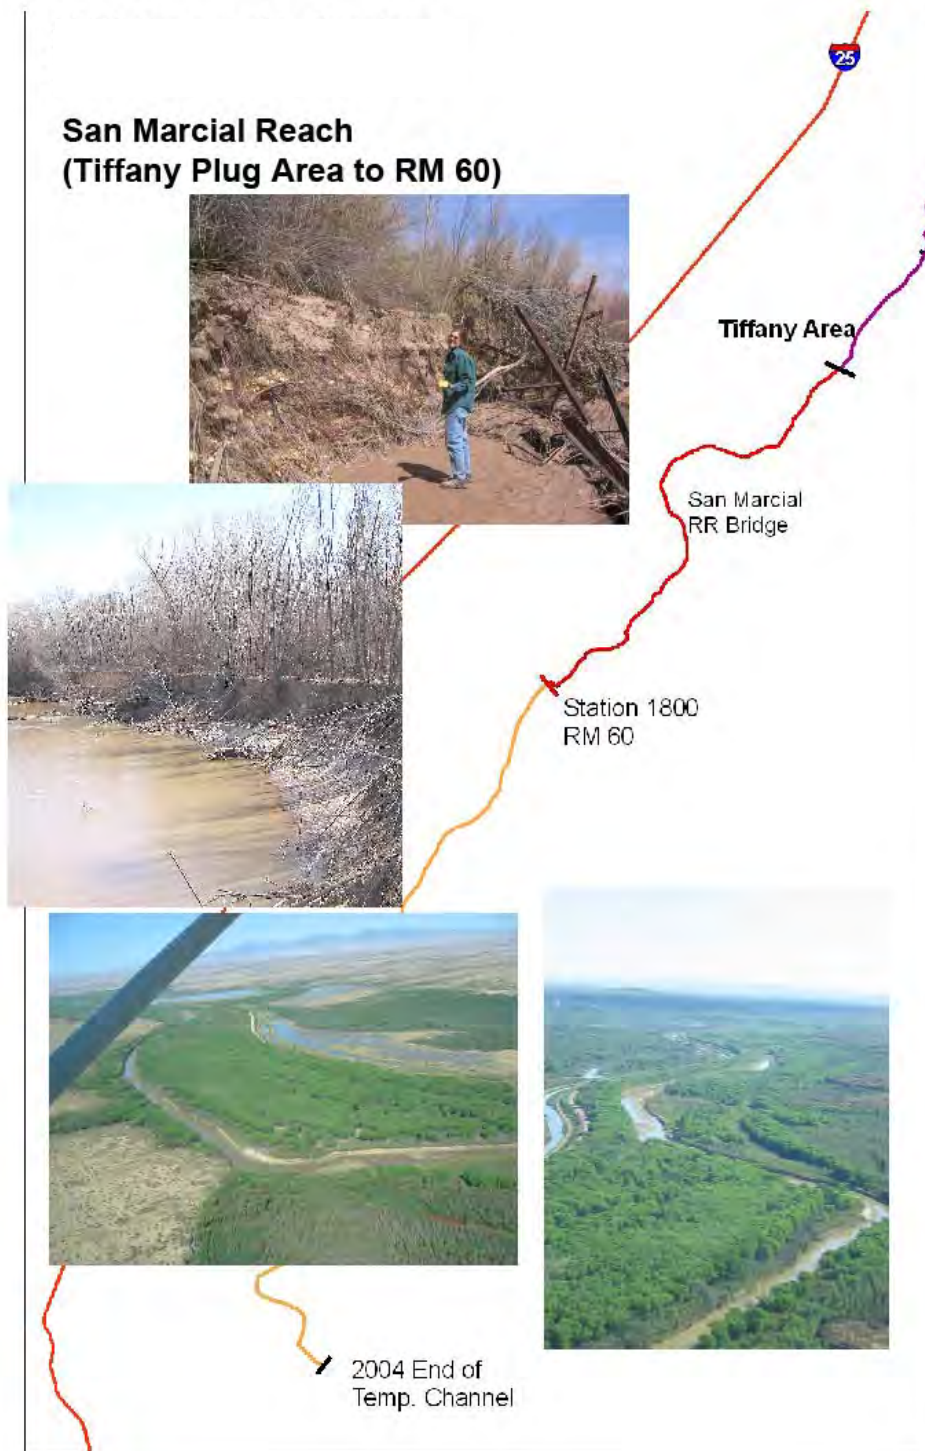 25
San Marcial Reach
(Tiffany Plug Area to RM 60)
Tiffany Area
San Marcial
RR Bridge
Station 1800
RM 60
2004 End of
Temp. Channel